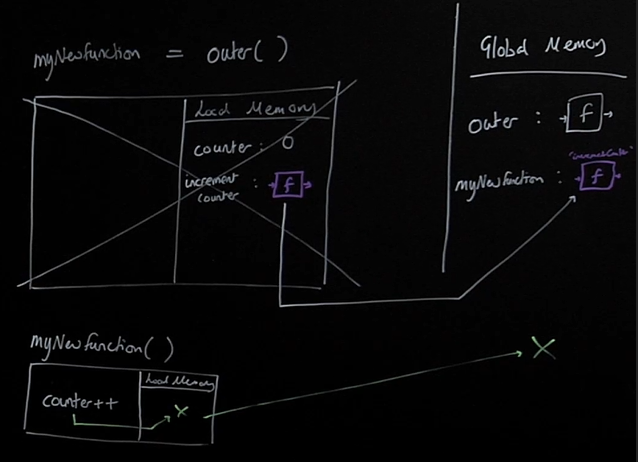 myNewfunction = outer( )
Local Memory
counter : 0
increment counter : f
Global Memory
outer : f
"incrementCounter"
myNewfunction : f
myNewfunction( )
Local Memory
counter++
X
X